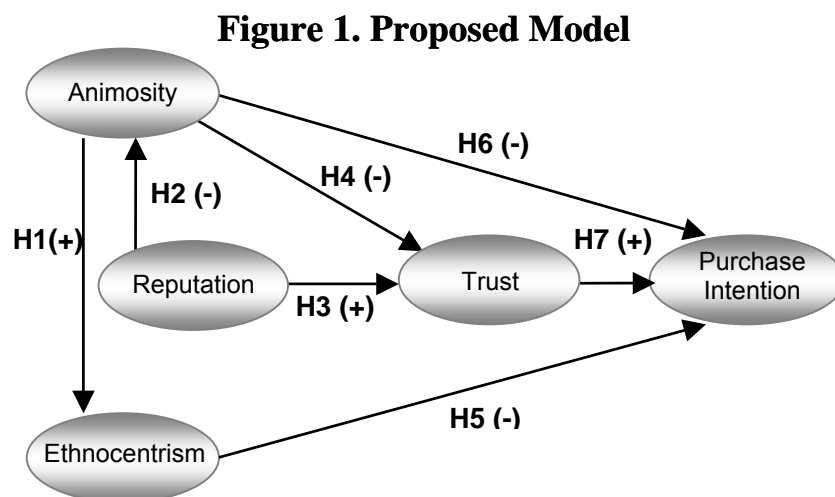 Figure 1. Proposed Model
Animosity
H6 (-)
H4 (-)
H2 (-)
H1(+)
H7 (+)
Reputation
Trust
Purchase
Intention
H3 (+)
H5 (-)
Ethnocentrism